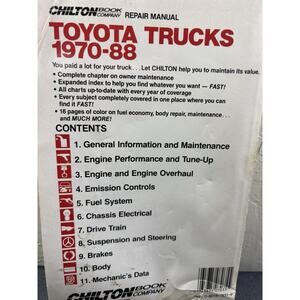 CHILTON BOOK COMPANY REPAIR MANUAL
TOYOTA TRUCKS
1970-88
You paid a lot for your truck . . . Let CHILTON help you to maintain its value.
• Complete chapter on owner maintenance
• Expanded index to help you find whatever you want — FAST!
• All charts up-to-date with every year of coverage
• Every subject completely covered in one place where you can
find it FAST!
• 16 pages of color on fuel economy, body repair, maintenance . . .
and MUCH MORE!
CONTENTS
1. General Information and Maintenance
2. Engine Performance and Tune-Up
3. Engine and Engine Overhaul
4. Emission Controls
5. Fuel System
6. Chassis Electrical
7. Drive Train
8. Suspension and Steering
9. Brakes
10. Body
11. Mechanic's Data
CHILTON BOOK COMPANY